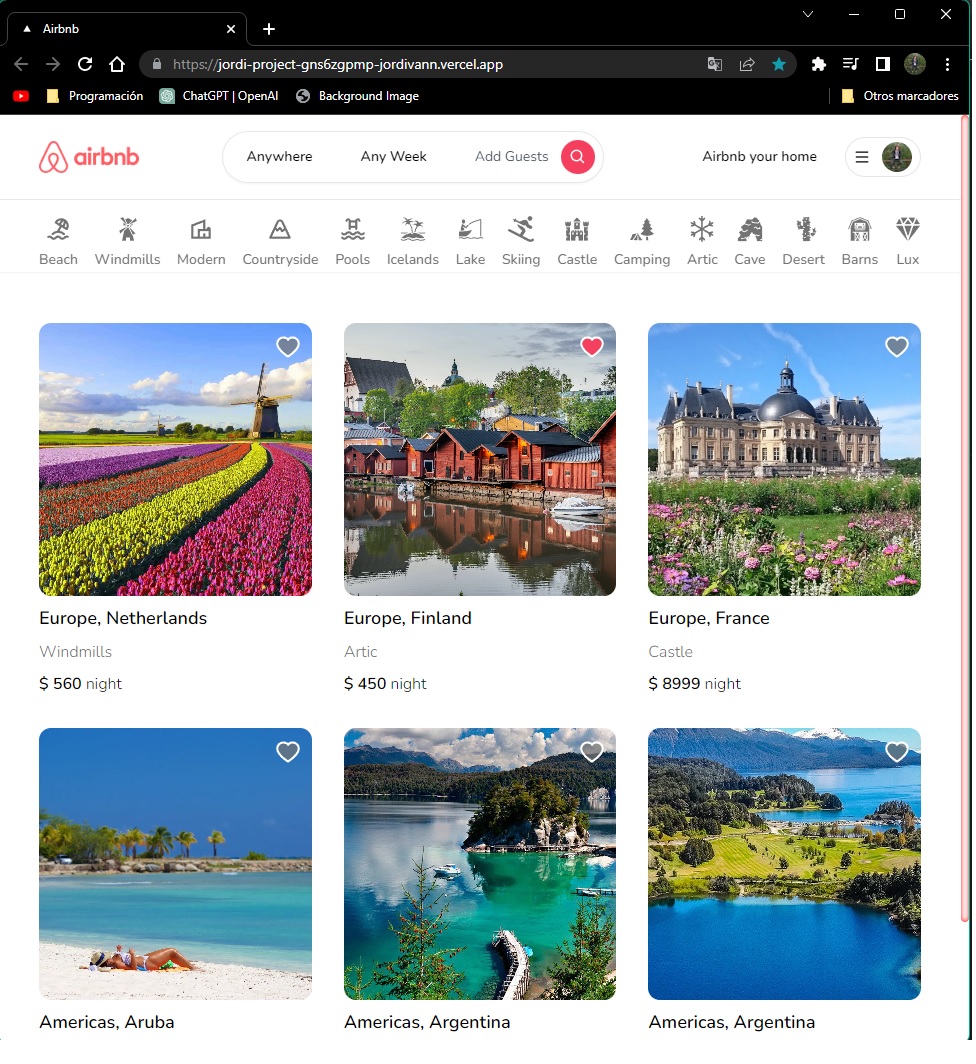 Airbnb
https://jordi-project-gns6zgpmp-jordivann.vercel.app
Programación ChatGPT | OpenAI Background Image Otros marcadores
airbnb Anywhere Any Week Add Guests Airbnb your home
Beach Windmills Modern Countryside Pools Icelands Lake Skiing Castle Camping Artic Cave Desert Barns Lux
Europe, Netherlands
Windmills
$ 560 night
Europe, Finland
Artic
$ 450 night
Europe, France
Castle
$ 8999 night
Americas, Aruba
Americas, Argentina
Americas, Argentina